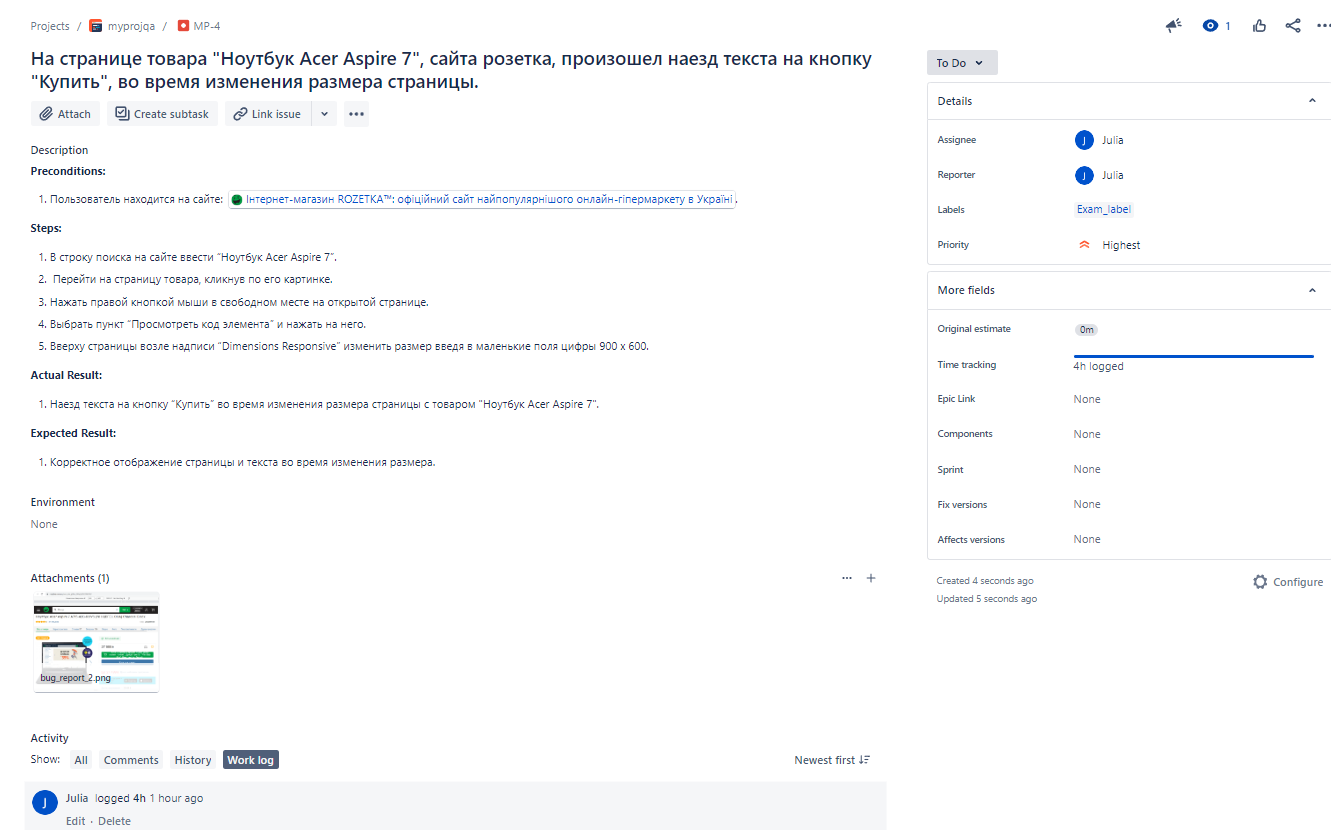 Projects / myprojqa / MP-4
1
На странице товара "Ноутбук Acer Aspire 7", сайта розетка, произошел наезд текста на кнопку
"Купить", во время изменения размера страницы.
Attach
Create subtask
Link issue
Description
Preconditions:
1. Пользователь находится на сайте: Інтернет-магазин ROZETKA™: офіційний сайт найпопулярнішого онлайн-гіпермаркету в Україні.
Steps:
1. В строку поиска на сайте ввести “Ноутбук Acer Aspire 7”.
2. Перейти на страницу товара, кликнув по его картинке.
3. Нажать правой кнопкой мыши в свободном месте на открытой странице.
4. Выбрать пункт “Просмотреть код элемента” и нажать на него.
5. Вверху страницы возле надписи “Dimensions Responsive” изменить размер введя в маленькие поля цифры 900 x 600.
Actual Result:
1. Наезд текста на кнопку “Купить” во время изменения размера страницы с товаром "Ноутбук Acer Aspire 7".
Expected Result:
1. Корректное отображение страницы и текста во время изменения размера.
Environment
None
Attachments (1)
bug_report_2.png
Activity
Show: All Comments History Work log
Newest first
J
Julia logged 4h 1 hour ago
Edit · Delete
To Do
Details
Assignee J Julia
Reporter J Julia
Labels Exam_label
Priority Highest
More fields
Original estimate 0m
Time tracking 4h logged
Epic Link None
Components None
Sprint None
Fix versions None
Affects versions None
Created 4 seconds ago
Updated 5 seconds ago
Configure